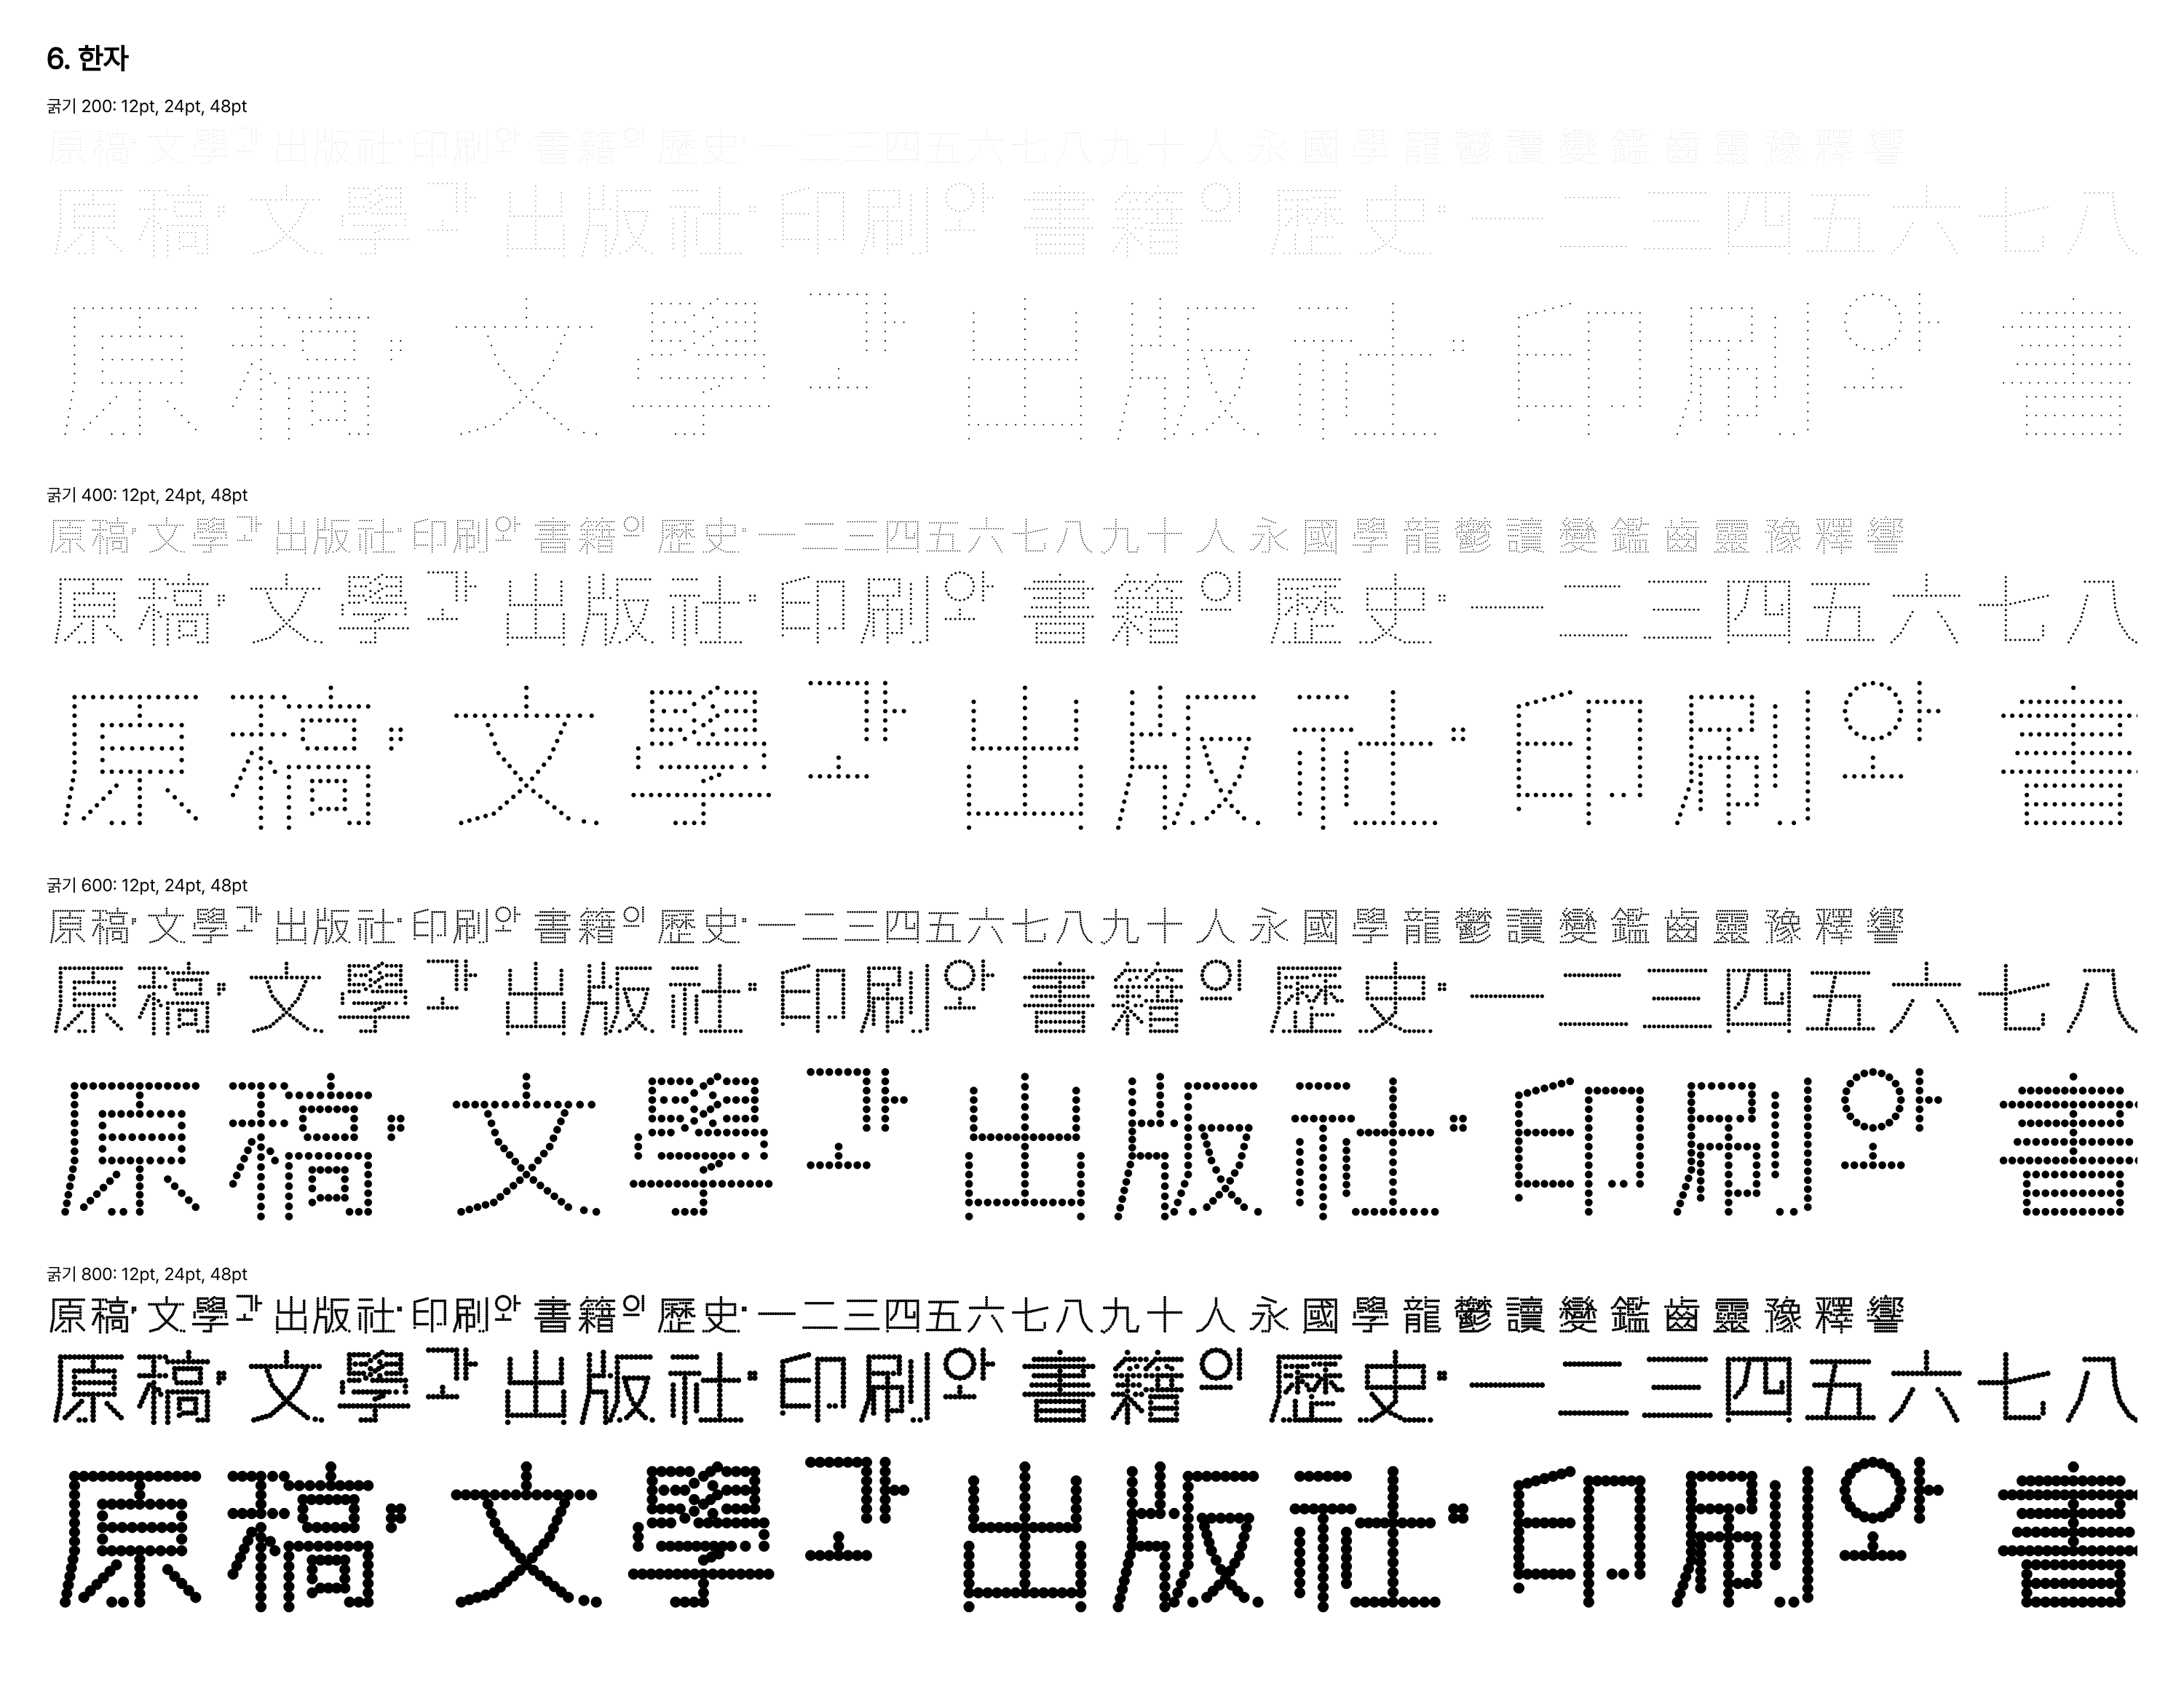 6. 한자
굵기 200: 12pt, 24pt, 48pt
原稿, 文學과 出版社. 印刷와 書籍의 歷史. 一二三四五六七八九十 人 永 國 學 龍 鬱 讀 變 鑑 齒 靈 豫 釋 響
原稿, 文學과 出版社. 印刷와 書籍의 歷史. 一二三四五六七八
原稿, 文學과 出版社. 印刷와 書
굵기 400: 12pt, 24pt, 48pt
原稿, 文學과 出版社. 印刷와 書籍의 歷史. 一二三四五六七八九十 人 永 國 學 龍 鬱 讀 變 鑑 齒 靈 豫 釋 響
原稿, 文學과 出版社. 印刷와 書籍의 歷史. 一二三四五六七八
原稿, 文學과 出版社. 印刷와 書
굵기 600: 12pt, 24pt, 48pt
原稿, 文學과 出版社. 印刷와 書籍의 歷史. 一二三四五六七八九十 人 永 國 學 龍 鬱 讀 變 鑑 齒 靈 豫 釋 響
原稿, 文學과 出版社. 印刷와 書籍의 歷史. 一二三四五六七八
原稿, 文學과 出版社. 印刷와 書
굵기 800: 12pt, 24pt, 48pt
原稿, 文學과 出版社. 印刷와 書籍의 歷史. 一二三四五六七八九十 人 永 國 學 龍 鬱 讀 變 鑑 齒 靈 豫 釋 響
原稿, 文學과 出版社. 印刷와 書籍의 歷史. 一二三四五六七八
原稿, 文學과 出版社. 印刷와 書